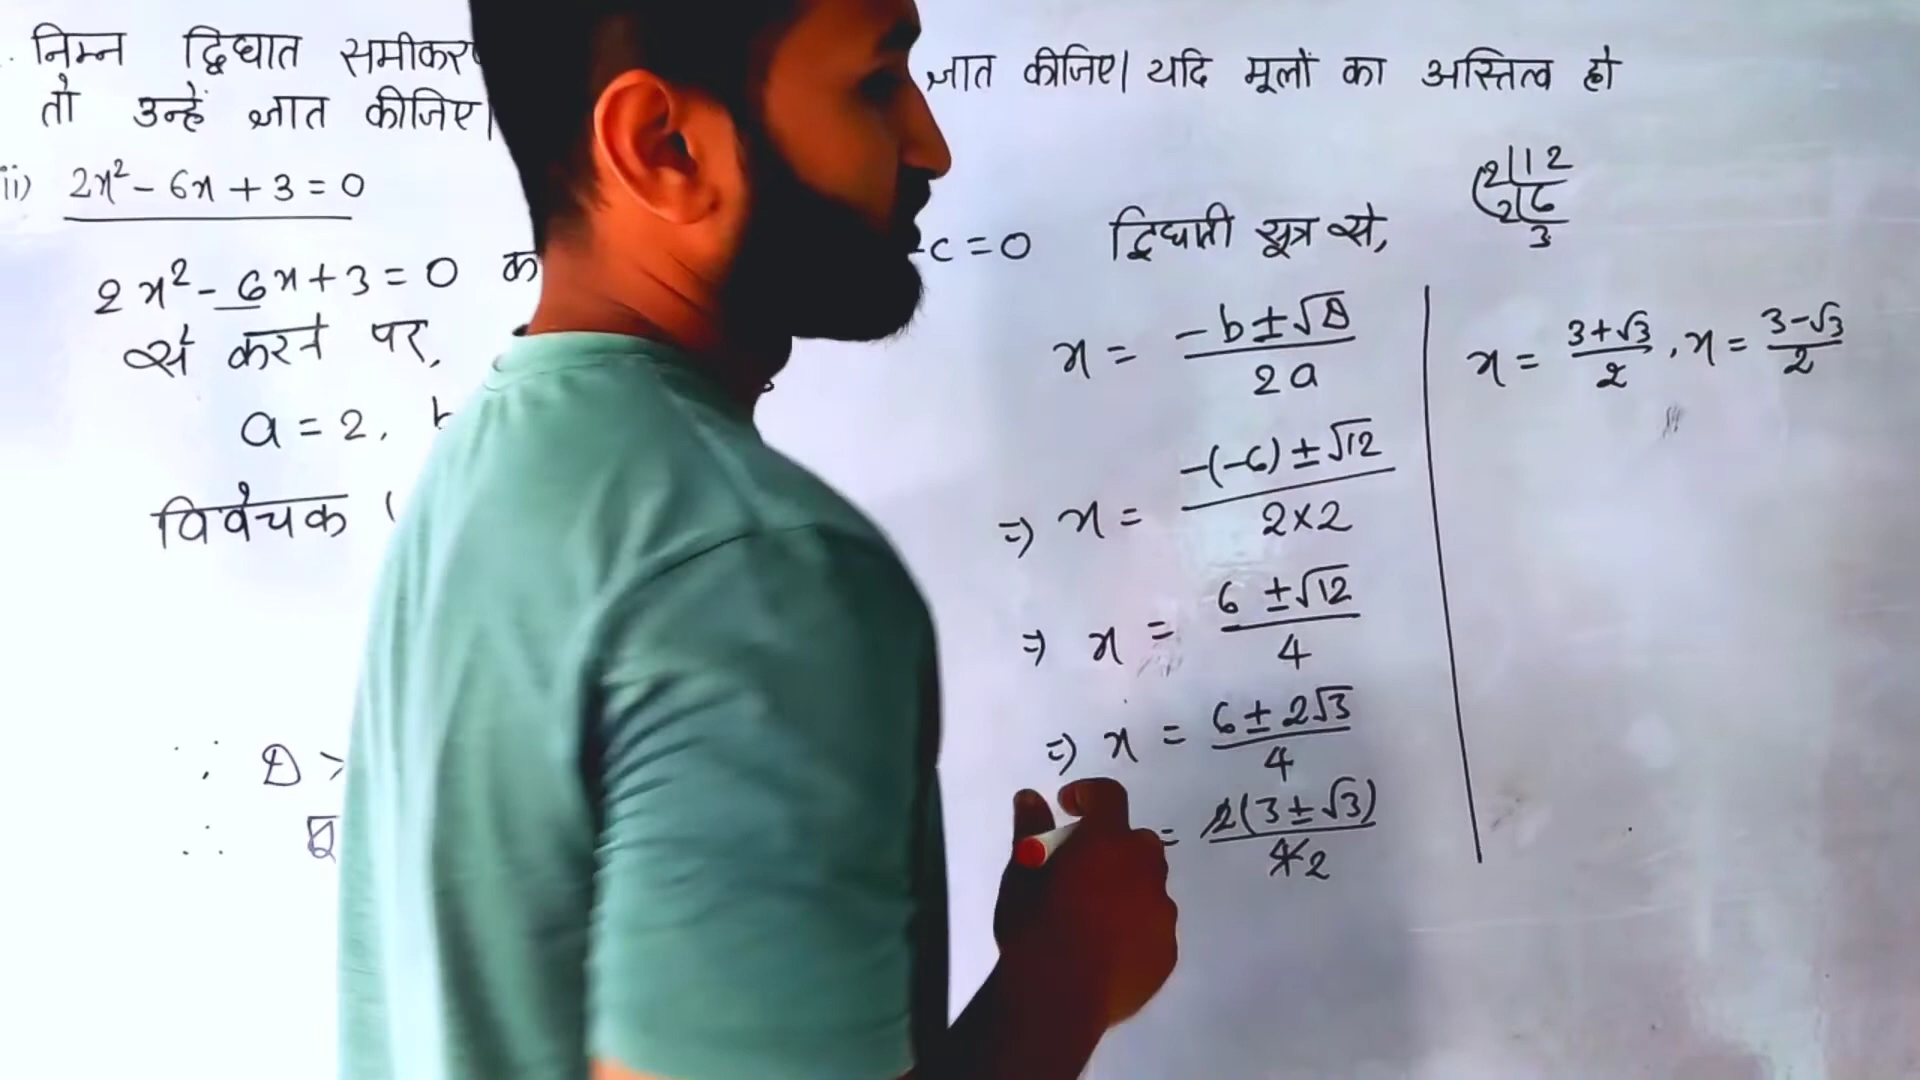 निम्न द्विघात समीकर ज्ञात कीजिए। यदि मूलों का अस्तित्व हो
तो उन्हें ज्ञात कीजिए।
ii) 2x² - 6x + 3 = 0
2x² - 6x + 3 = 0 c = 0
से करने पर,
a = 2,
विवेचक (
∵ D >
∴
द्विघाती सूत्र से,
x = (-b ± √D) / 2a
⇒ x = (-(-6) ± √12) / (2×2)
⇒ x = (6 ± √12) / 4
⇒ x = (6 ± 2√3) / 4
= 2(3 ± √3) / 4 2
2|12
2|6
3
x = (3+√3) / 2, x = (3-√3) / 2